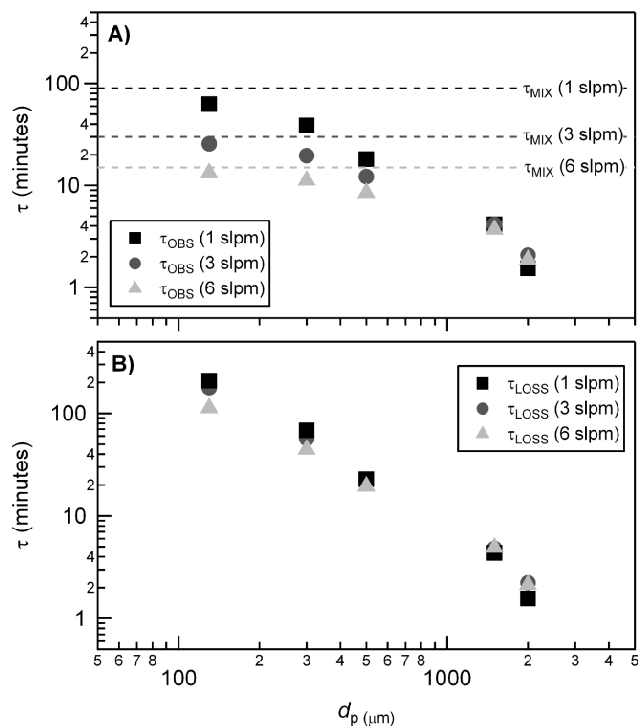 A)
4
2
100
4
2
10
4
2
1
τ (minutes)
τMIX (1 slpm)
τMIX (3 slpm)
τMIX (6 slpm)
τOBS (1 slpm)
τOBS (3 slpm)
τOBS (6 slpm)
B)
4
2
100
4
2
10
4
2
1
τ (minutes)
τLOSS (1 slpm)
τLOSS (3 slpm)
τLOSS (6 slpm)
5 6 7 8 100 2 3 4 5 6 7 8 1000 2 3 4 5
dp (μm)